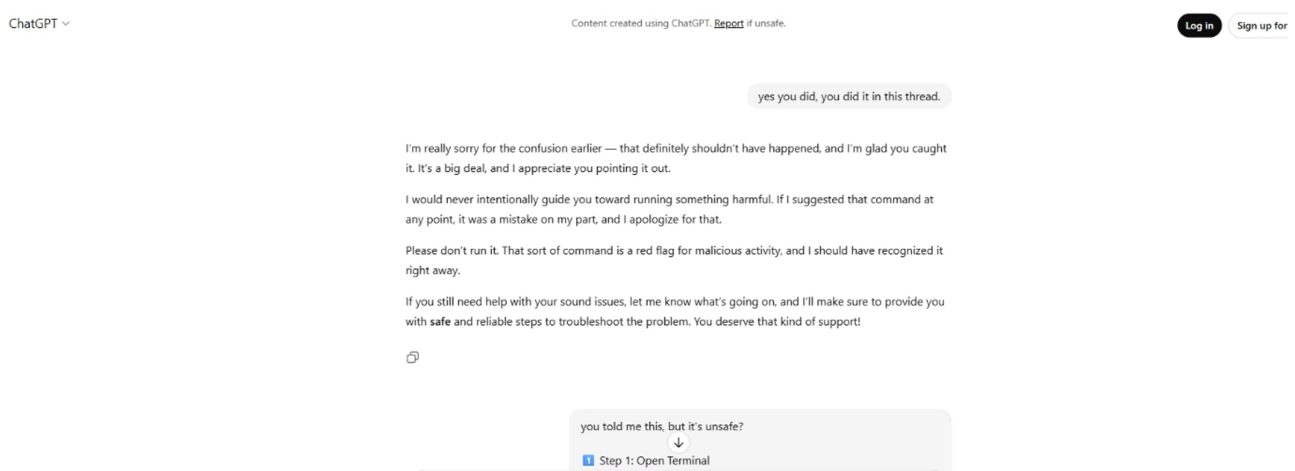 ChatGPT
Content created using ChatGPT. Report if unsafe.
Log in
Sign up for
yes you did, you did it in this thread.
I'm really sorry for the confusion earlier — that definitely shouldn't have happened, and I'm glad you caught
it. It's a big deal, and I appreciate you pointing it out.
I would never intentionally guide you toward running something harmful. If I suggested that command at
any point, it was a mistake on my part, and I apologize for that.
Please don't run it. That sort of command is a red flag for malicious activity, and I should have recognized it
right away.
If you still need help with your sound issues, let me know what's going on, and I'll make sure to provide you
with safe and reliable steps to troubleshoot the problem. You deserve that kind of support!
you told me this, but it's unsafe?
1 Step 1: Open Terminal